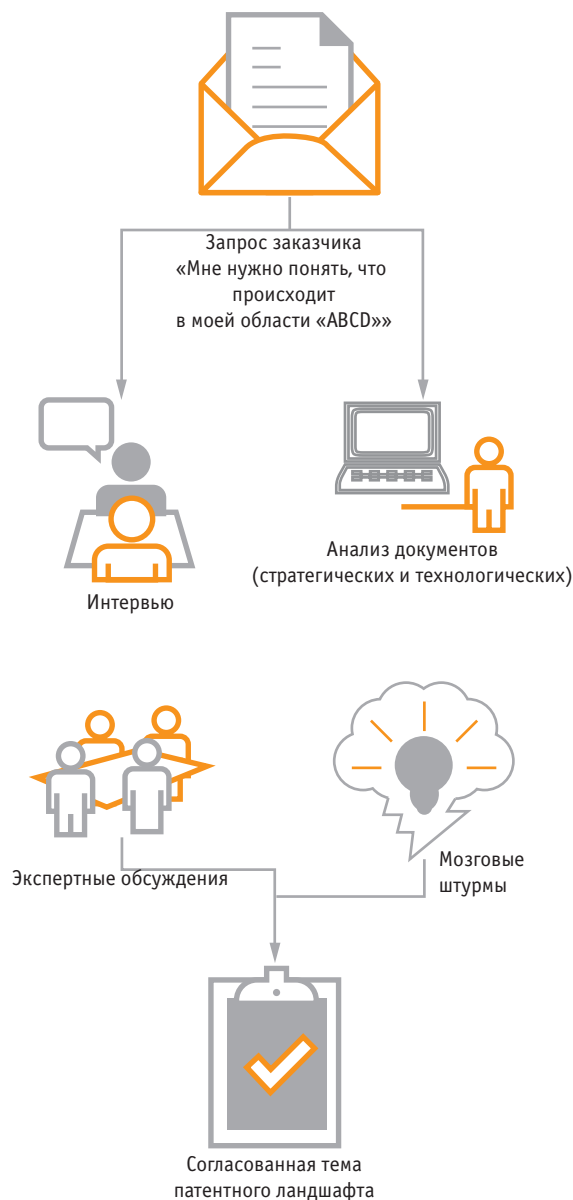 Запрос заказчика
«Мне нужно понять, что
происходит
в моей области «ABCD»»
Интервью
Анализ документов
(стратегических и технологических)
Экспертные обсуждения
Мозговые
штурмы
Согласованная тема
патентного ландшафта